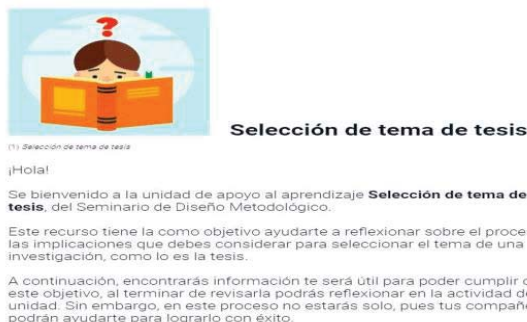 ?
Selección de tema de tesis
(1) Selección de tema de tesis
¡Hola!
Se bienvenido a la unidad de apoyo al aprendizaje Selección de tema de
tesis, del Seminario de Diseño Metodológico.
Este recurso tiene la como objetivo ayudarte a reflexionar sobre el proce
las implicaciones que debes considerar para seleccionar el tema de una
investigación, como lo es la tesis.
A continuación, encontrarás información te será útil para poder cumplir c
este objetivo, al terminar de revisarla podrás reflexionar en la actividad de
unidad. Sin embargo, en este proceso no estarás solo, pues tus compañe
podrán ayudarte para lograrlo con éxito.